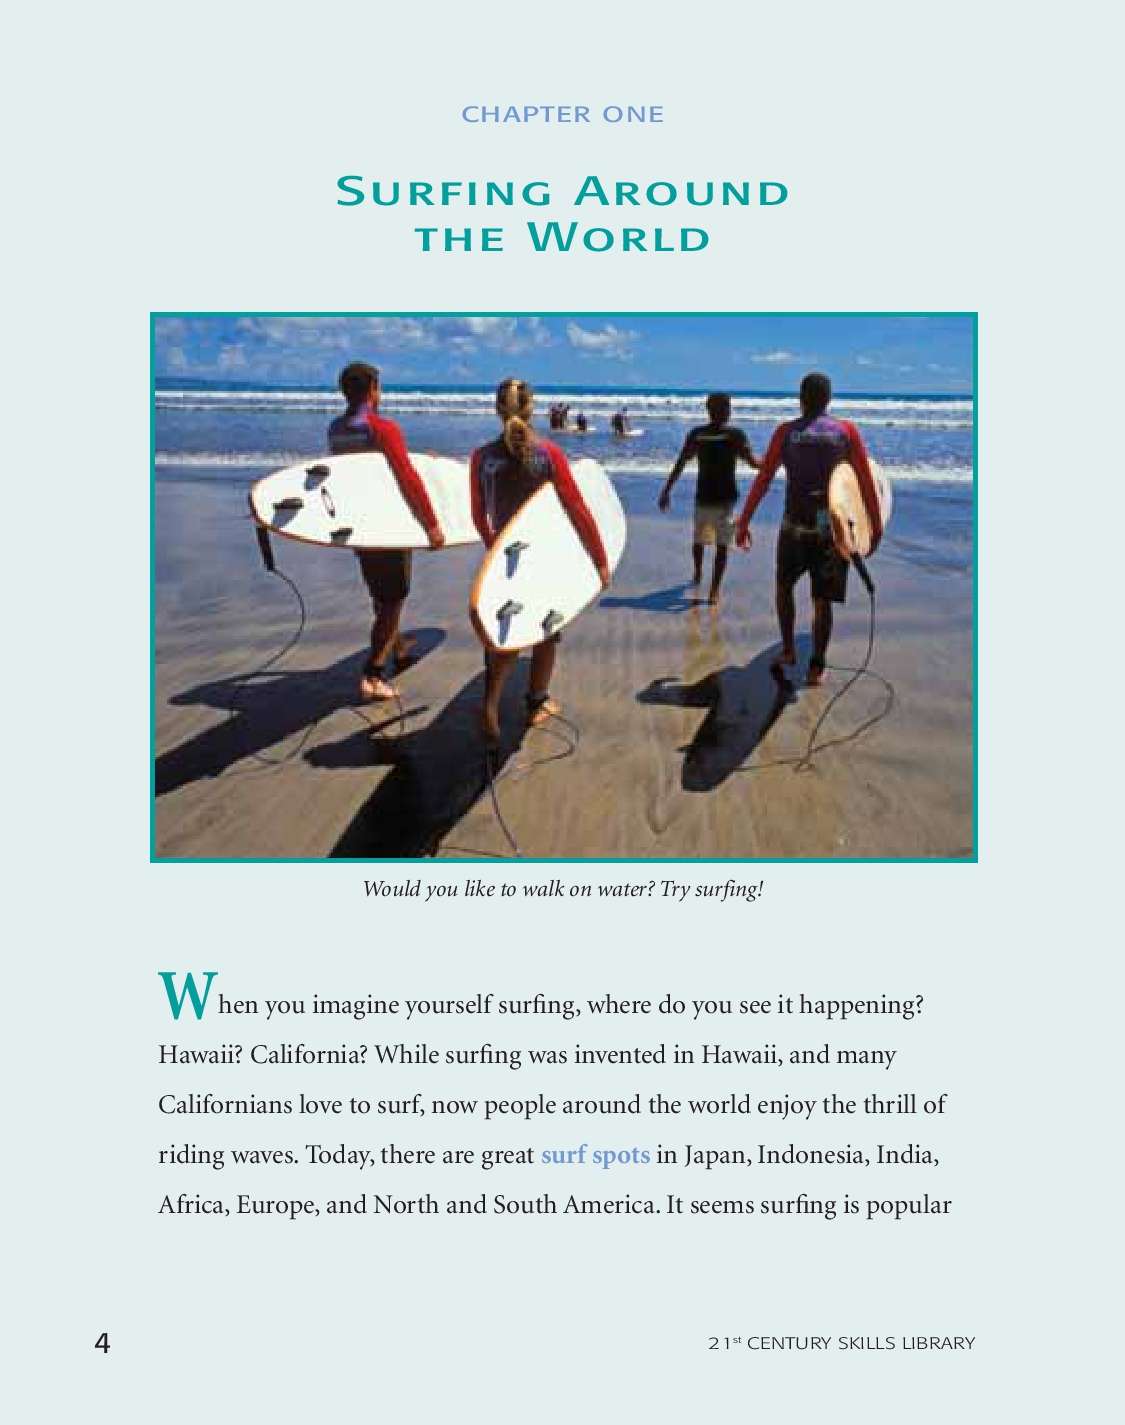 CHAPTER ONE
SURFING AROUND
THE WORLD
Would you like to walk on water? Try surfing!
When you imagine yourself surfing, where do you see it happening?
Hawaii? California? While surfing was invented in Hawaii, and many
Californians love to surf, now people around the world enjoy the thrill of
riding waves. Today, there are great surf spots in Japan, Indonesia, India,
Africa, Europe, and North and South America. It seems surfing is popular
4
21st CENTURY SKILLS LIBRARY